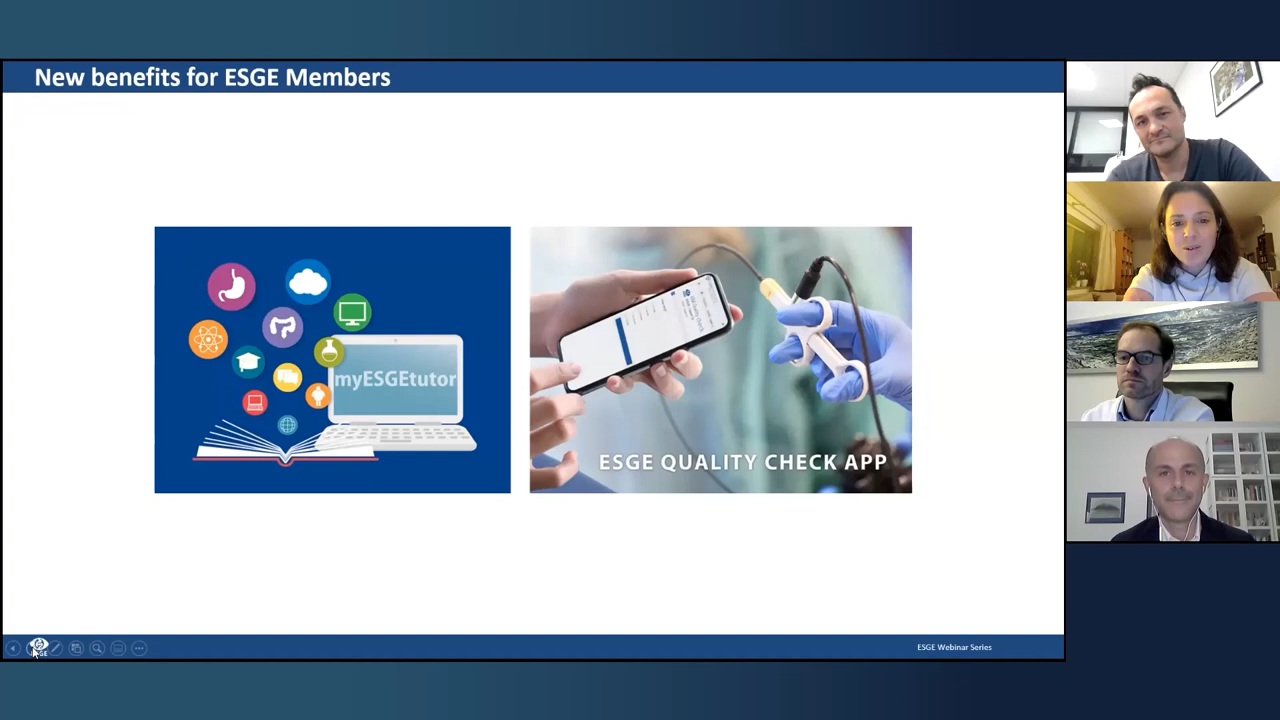 New benefits for ESGE Members
myESGEtutor
ESGE QUALITY CHECK APP
ESGE Webinar Series